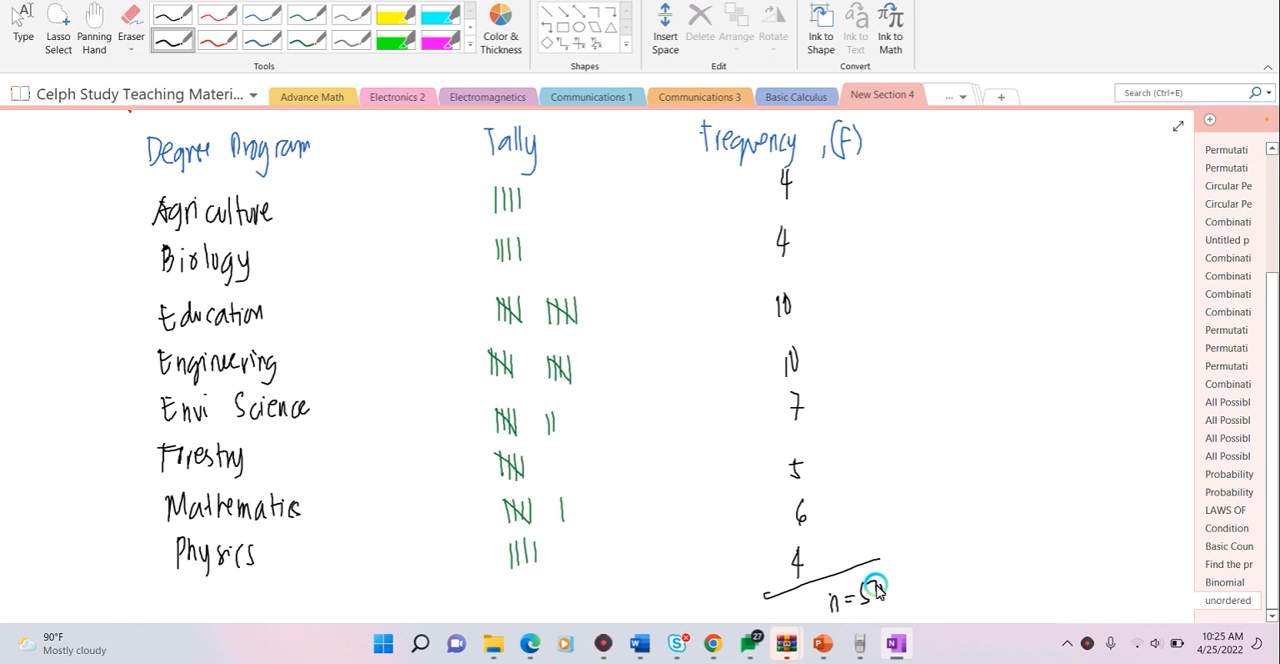 Type
Lasso Select
Panning Hand
Eraser
Color & Thickness
Insert Space
Delete
Arrange
Rotate
Ink to Shape
Ink to Text
Ink to Math
Tools
Shapes
Edit
Convert
Celph Study Teaching Materi...
Advance Math
Electronics 2
Electromagnetics
Communications 1
Communications 3
Basic Calculus
New Section 4
...
Search (Ctrl+E)
Degree Program Tally Frequency, (F)
Agriculture |||| 4
Biology |||| 4
Education 10
Engineering 10
Envi Science 7
Forestry 5
Mathematics 6
Physics |||| 4
n =
Permutati
Permutati
Circular Pe
Circular Pe
Combinati
Untitled p
Combinati
Combinati
Combinati
Combinati
Permutati
Permutati
Permutati
Combinati
All Possibl
All Possibl
All Possibl
All Possibl
Probability
Probability
LAWS OF
Condition
Basic Coun
Find the pr
Binomial
unordered
90°F
Mostly cloudy
27
10:25 AM
4/25/2022